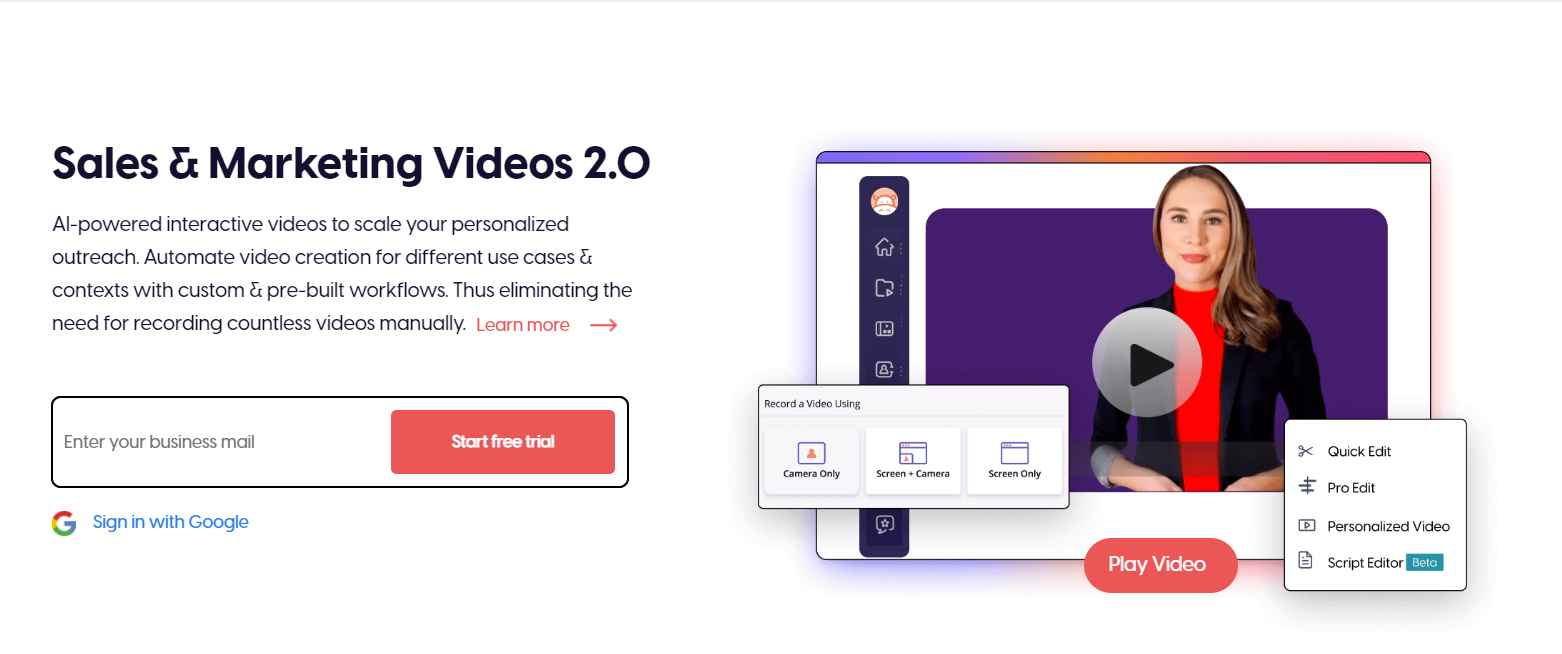 Sales & Marketing Videos 2.0
AI-powered interactive videos to scale your personalized
outreach. Automate video creation for different use cases &
contexts with custom & pre-built workflows. Thus eliminating the
need for recording countless videos manually. Learn more
Enter your business mail
Start free trial
Sign in with Google
Record a Video Using
Camera Only
Screen + Camera
Screen Only
Quick Edit
Pro Edit
Personalized Video
Script Editor Beta
Play Video